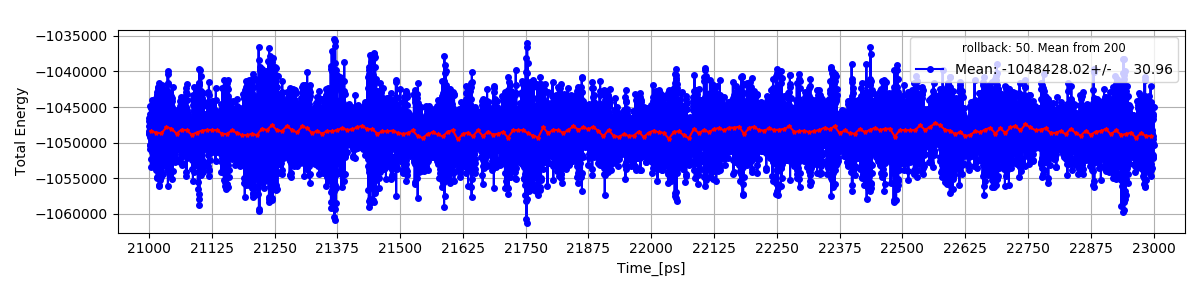 −1035000
−1040000
−1045000
−1050000
−1055000
−1060000
Total Energy
rollback: 50. Mean from 200
Mean: -1048428.02+/- 30.96
21000 21125 21250 21375 21500 21625 21750 21875 22000 22125 22250 22375 22500 22625 22750 22875 23000
Time_[ps]